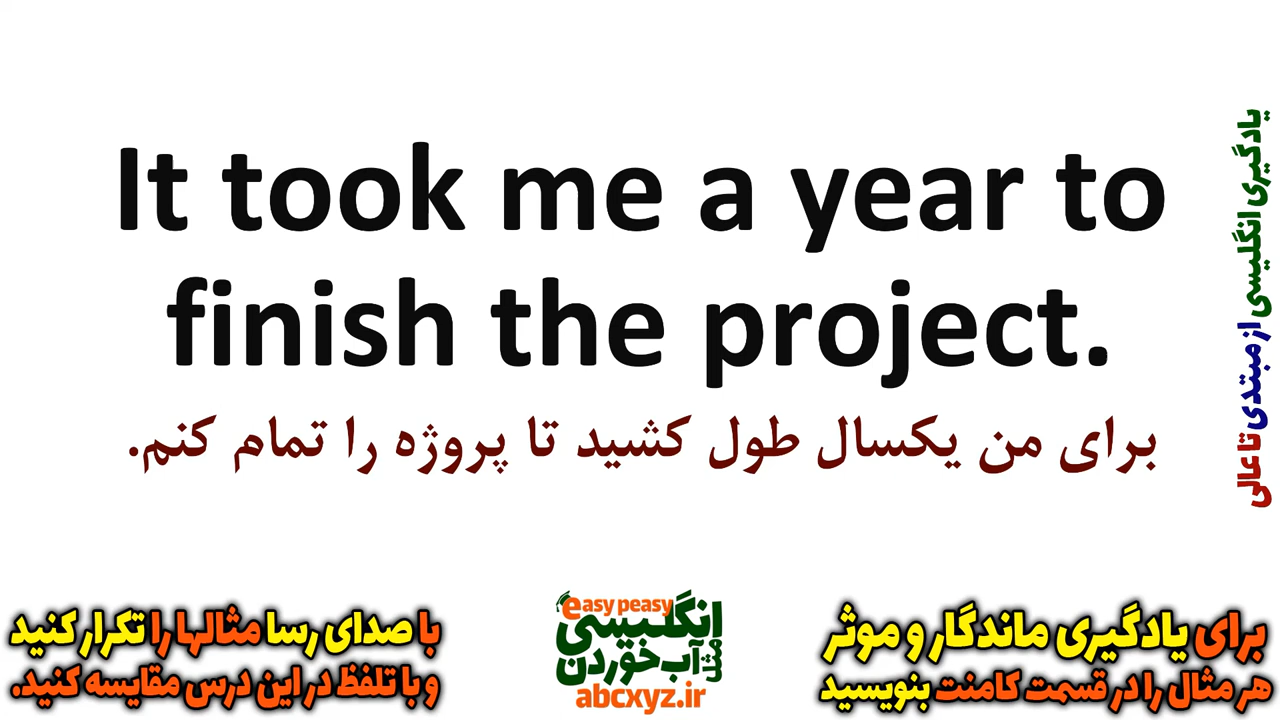 It took me a year to
finish the project.
برای من یکسال طول کشید تا پروژه را تمام کنم.
یادگیری انگلیسی از مبتدی تا عالی
برای یادگیری ماندگار و موثر
هر مثال را در قسمت کامنت بنویسید
easy peasy
انگلیسی
مثل آب خوردن
abcxyz.ir
با صدای رسا مثالها را تکرار کنید
و با تلفظ در این درس مقایسه کنید.